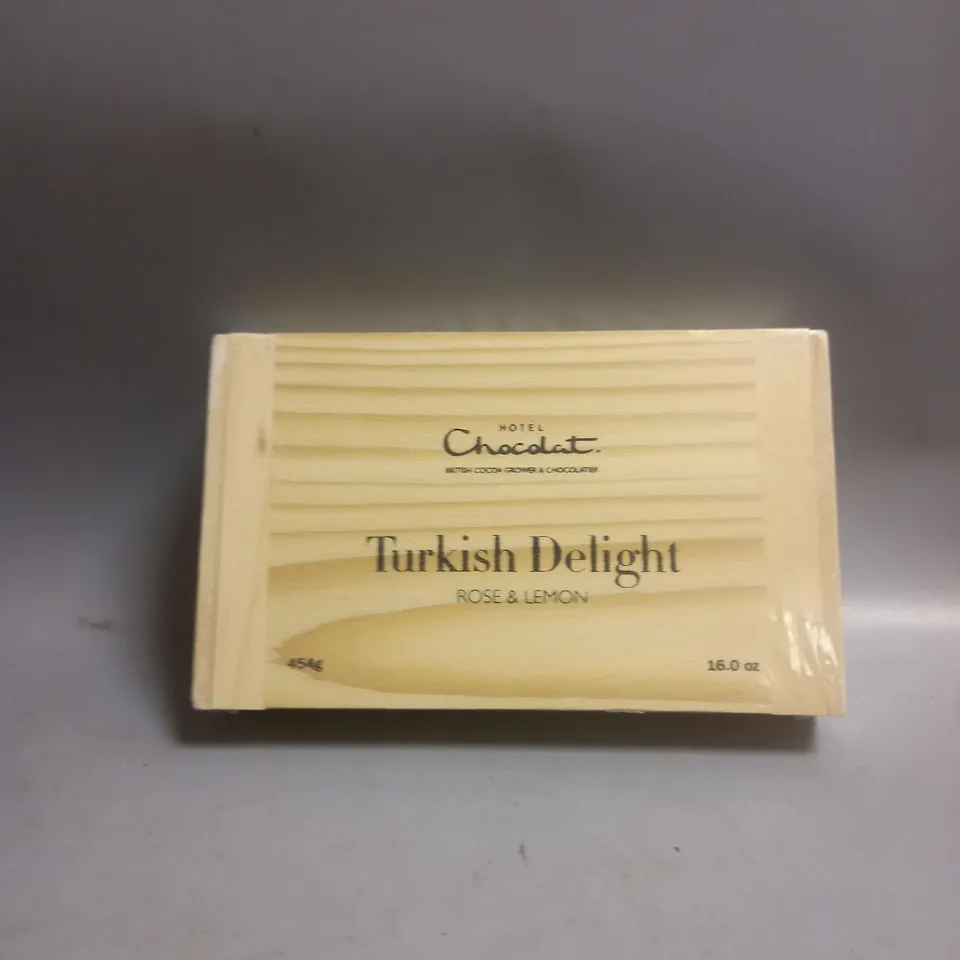 HOTEL
Chocolat.
BRITISH COCOA GROWER & CHOCOLATIER
Turkish Delight
ROSE & LEMON
454g 16.0 oz